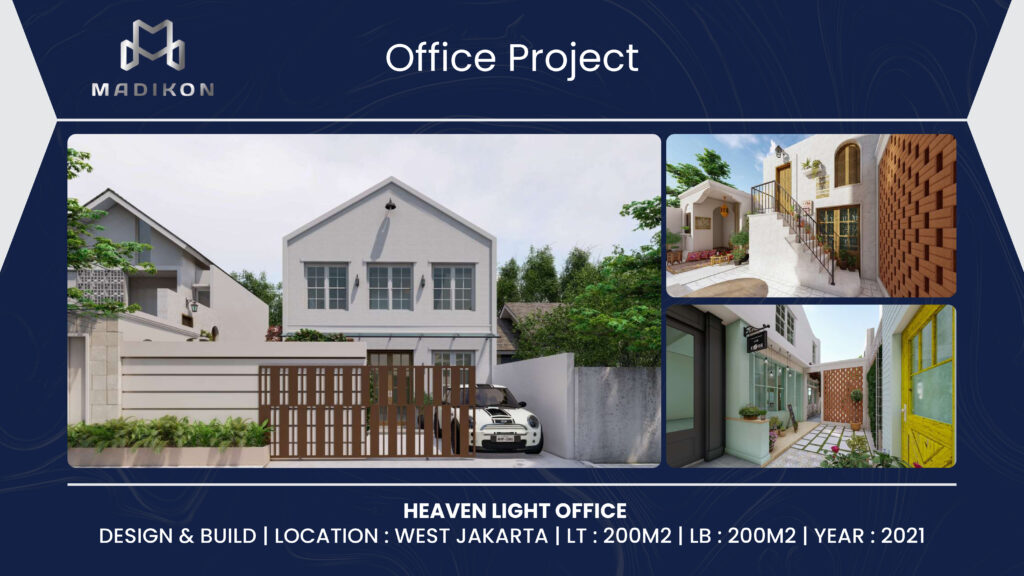 MADIKON
Office Project
HEAVEN LIGHT OFFICE
DESIGN & BUILD | LOCATION : WEST JAKARTA | LT : 200M2 | LB : 200M2 | YEAR : 2021